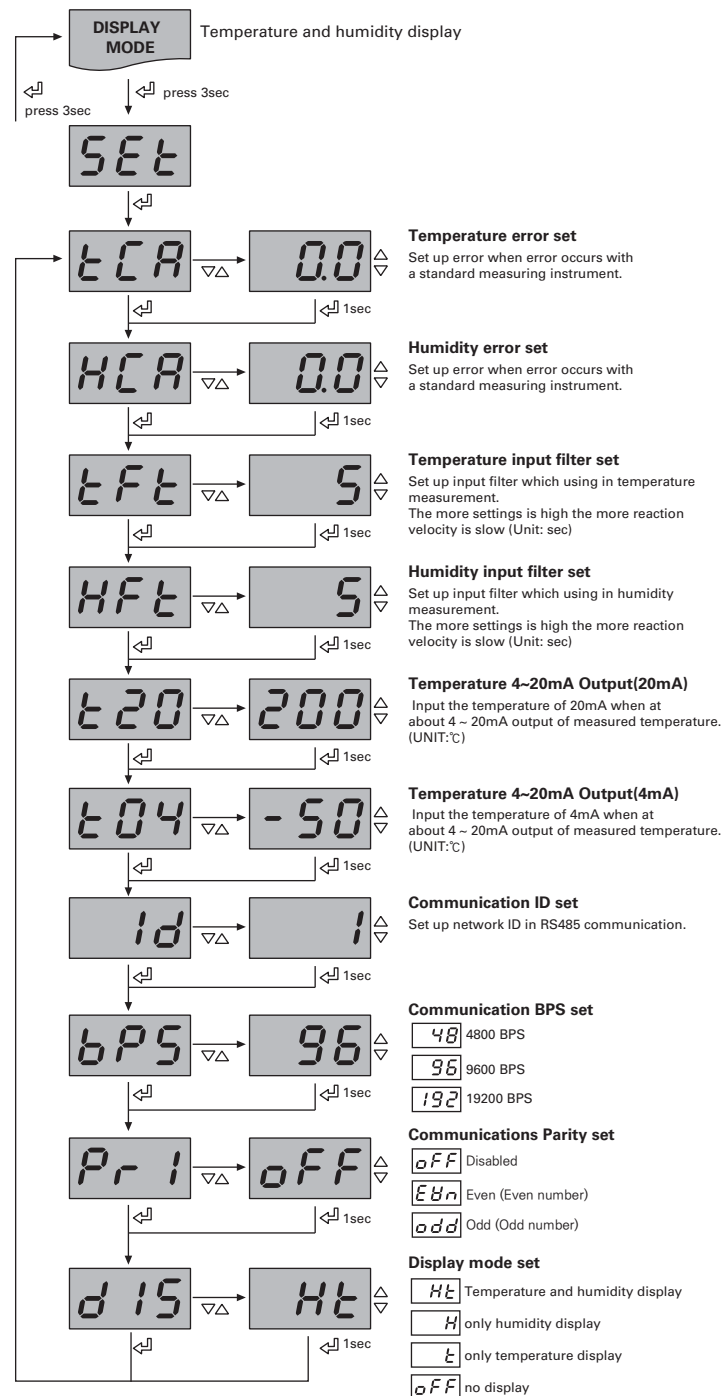 DISPLAY
MODE
Temperature and humidity display
press 3sec
press 3sec
SEt
tCA
0.0
Temperature error set
Set up error when error occurs with
a standard measuring instrument.
1sec
HCA
0.0
Humidity error set
Set up error when error occurs with
a standard measuring instrument.
1sec
tFt
5
Temperature input filter set
Set up input filter which using in temperature
measurement.
The more settings is high the more reaction
velocity is slow (Unit: sec)
1sec
HFt
5
Humidity input filter set
Set up input filter which using in humidity
measurement.
The more settings is high the more reaction
velocity is slow (Unit: sec)
1sec
t20
200
Temperature 4~20mA Output(20mA)
Input the temperature of 20mA when at
about 4 ~ 20mA output of measured temperature.
(UNIT:℃)
1sec
t04
-50
Temperature 4~20mA Output(4mA)
Input the temperature of 4mA when at
about 4 ~ 20mA output of measured temperature.
(UNIT:℃)
1sec
Id
1
Communication ID set
Set up network ID in RS485 communication.
1sec
bPS
96
Communication BPS set
48 4800 BPS
96 9600 BPS
192 19200 BPS
1sec
PrI
oFF
Communications Parity set
oFF Disabled
EUn Even (Even number)
odd Odd (Odd number)
1sec
dIS
Ht
Display mode set
Ht Temperature and humidity display
H only humidity display
t only temperature display
oFF no display
1sec